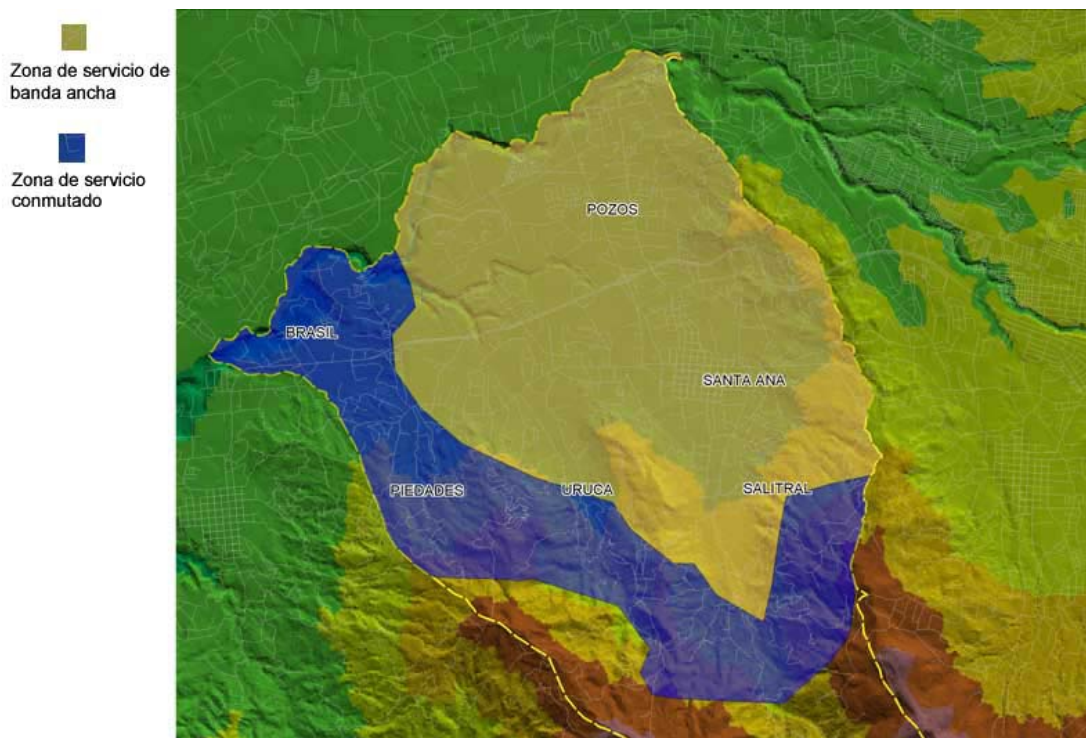 Zona de servicio de
banda ancha
Zona de servicio
conmutado
POZOS
BRASIL
SANTA ANA
PIEDADES
URUCA
SALITRAL